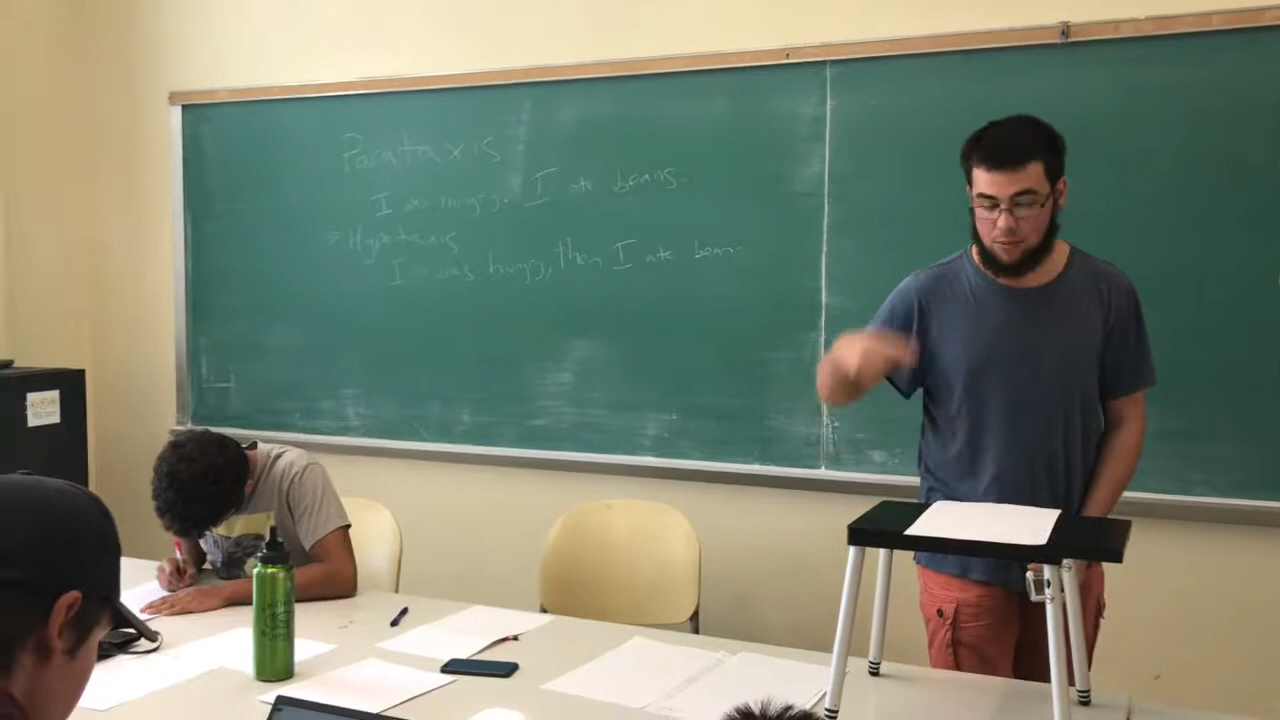 Parataxis
I was hungry. I ate beans.
⇒ Hypotaxis
I was hungry, then I ate beans.